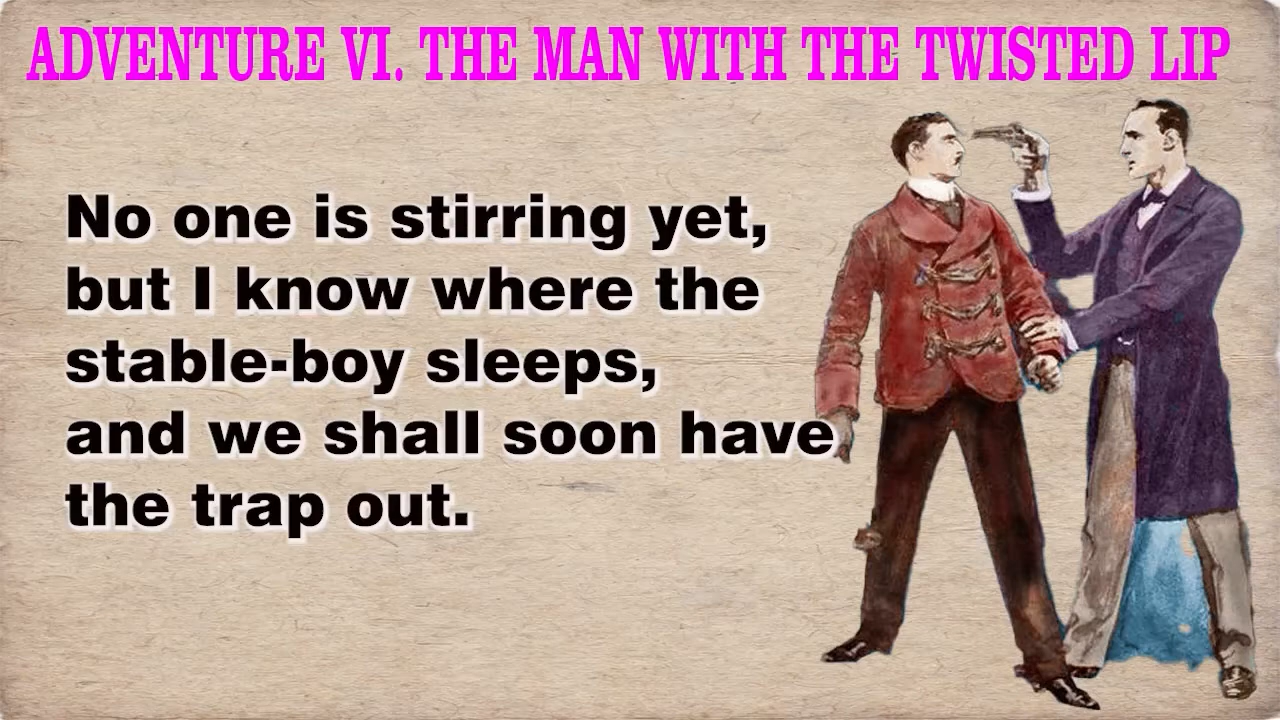 ADVENTURE VI. THE MAN WITH THE TWISTED LIP
No one is stirring yet,
but I know where the
stable-boy sleeps,
and we shall soon have
the trap out.